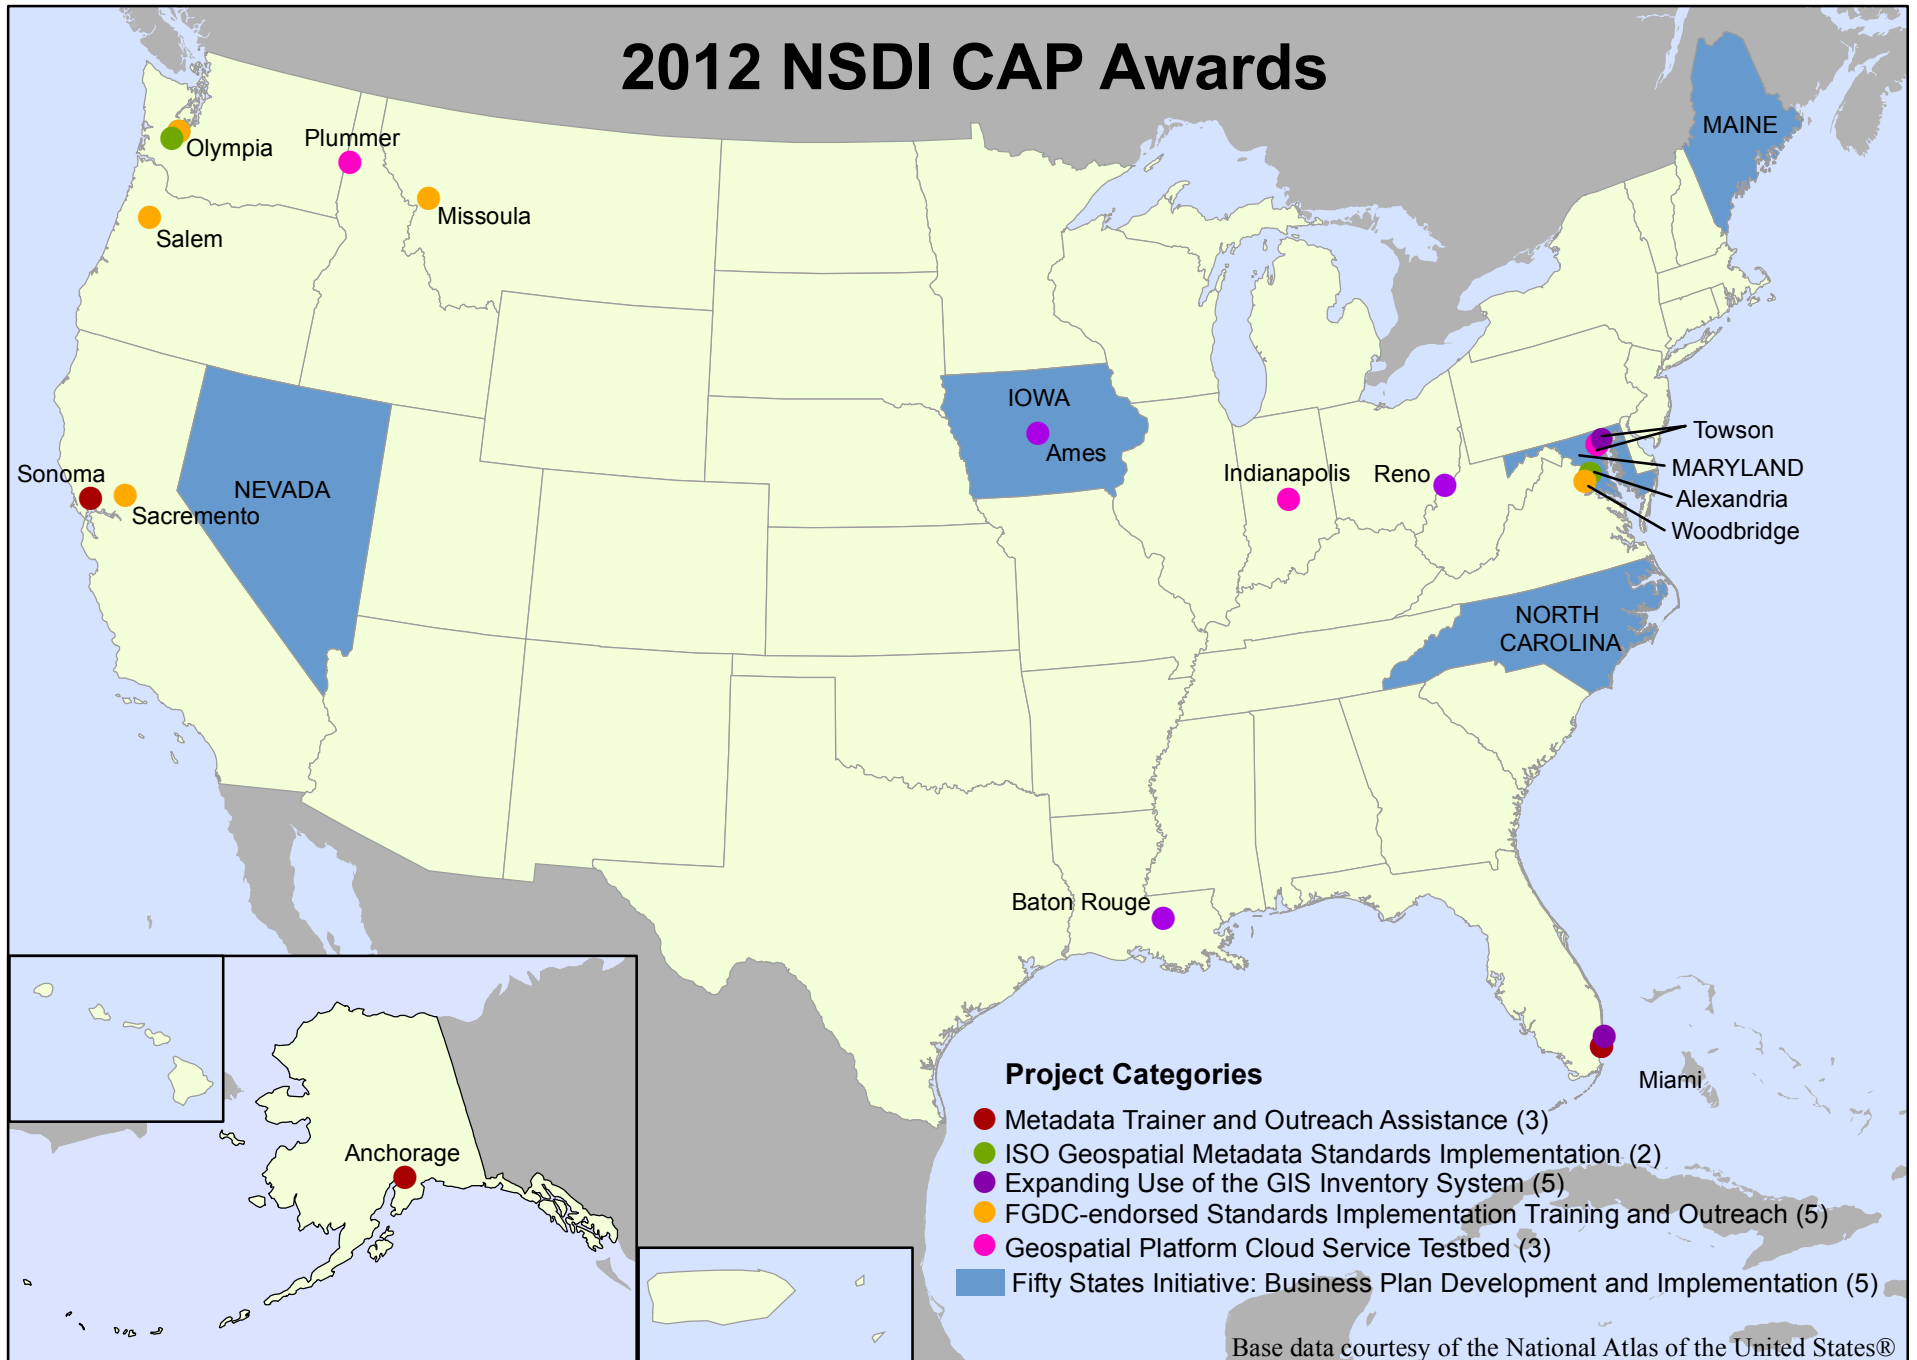 2012 NSDI CAP Awards
MAINE
Olympia
Plummer
Missoula
Salem
IOWA
Ames
Towson
MARYLAND
Alexandria
Woodbridge
Indianapolis
Reno
Sonoma
Sacremento
NEVADA
NORTH
CAROLINA
Baton Rouge
Miami
Anchorage
Project Categories
Metadata Trainer and Outreach Assistance (3)
ISO Geospatial Metadata Standards Implementation (2)
Expanding Use of the GIS Inventory System (5)
FGDC-endorsed Standards Implementation Training and Outreach (5)
Geospatial Platform Cloud Service Testbed (3)
Fifty States Initiative: Business Plan Development and Implementation (5)
Base data courtesy of the National Atlas of the United States®